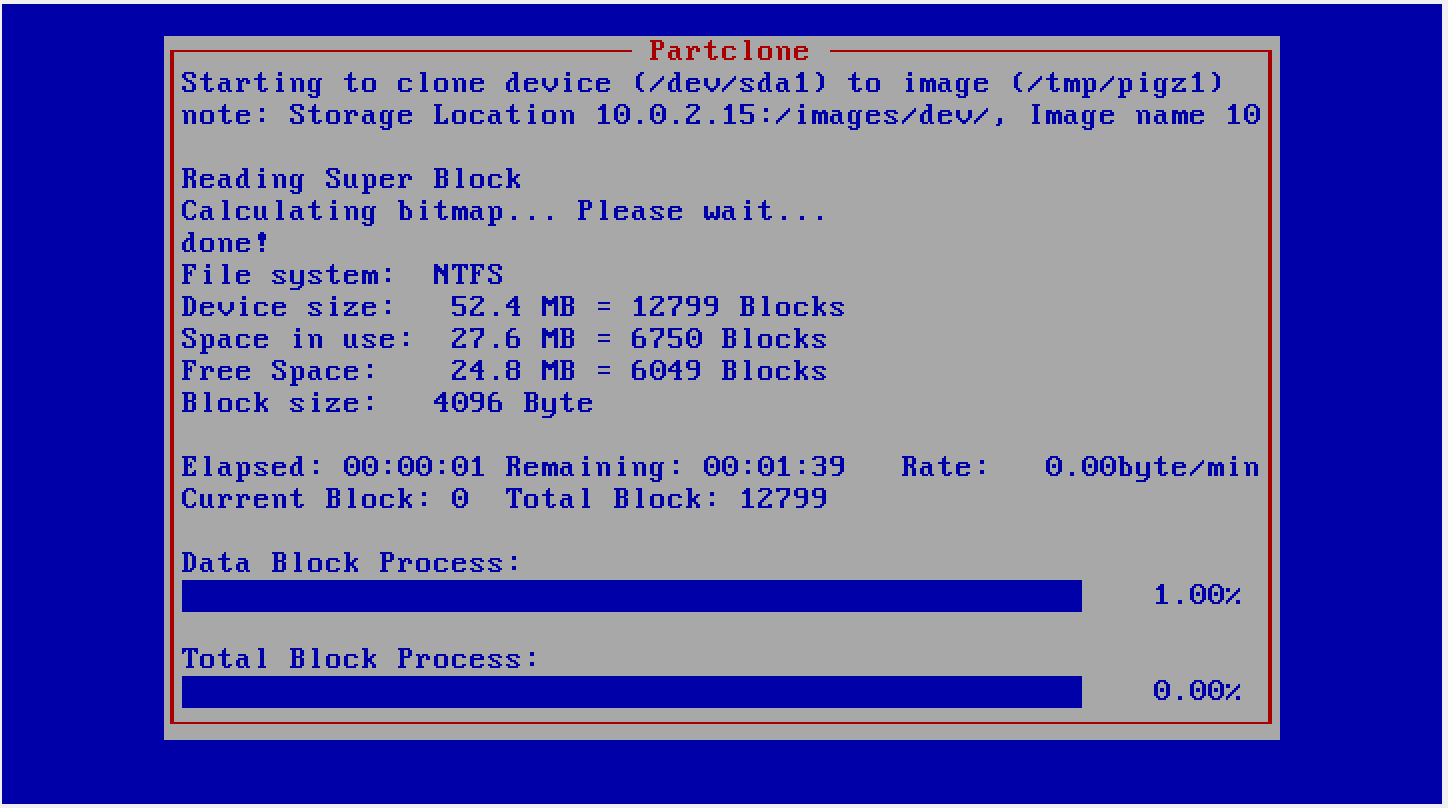 Partclone
Starting to clone device (/dev/sda1) to image (/tmp/pigz1)
note: Storage Location 10.0.2.15:/images/dev/, Image name 10
Reading Super Block
Calculating bitmap... Please wait...
done!
File system:  NTFS
Device size:   52.4 MB = 12799 Blocks
Space in use:  27.6 MB = 6750 Blocks
Free Space:    24.8 MB = 6049 Blocks
Block size:   4096 Byte
Elapsed: 00:00:01 Remaining: 00:01:39   Rate:   0.00byte/min
Current Block: 0  Total Block: 12799
Data Block Process:
1.00%
Total Block Process:
0.00%